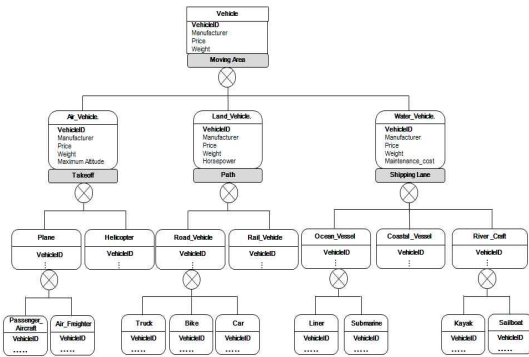 Vehicle
VehicleID
Manufacturer
Price
Weight
Moving Area
Air_Vehicle.
VehicleID
Manufacturer
Price
Weight
Maximum Altitude
Takeoff
Land_Vehicle.
VehicleID
Manufacturer
Price
Weight
Horsepower
Path
Water_Vehicle.
VehicleID
Manufacturer
Price
Weight
Maintenance_cost
Shipping Lane
Plane
VehicleID
⋮
Helicopter
VehicleID
⋮
Road_Vehicle
VehicleID
⋮
Rail_Vehicle
VehicleID
⋮
Ocean_Vessel
VehicleID
⋮
Coastal_Vessel
VehicleID
⋮
River_Craft
VehicleID
⋮
Passenger_
Aircraft
VehicleID
.....
Air_Freighter
VehicleID
.....
Truck
VehicleID
.....
Bike
VehicleID
.....
Car
VehicleID
.....
Liner
VehicleID
.....
Submarine
VehicleID
.....
Kayak
VehicleID
.....
Sailboat
VehicleID
.....